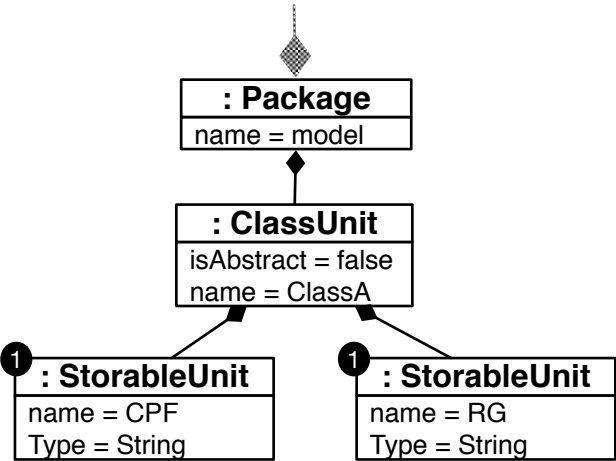 : Package
name = model
: ClassUnit
isAbstract = false
name = ClassA
1
: StorableUnit
name = CPF
Type = String
1
: StorableUnit
name = RG
Type = String